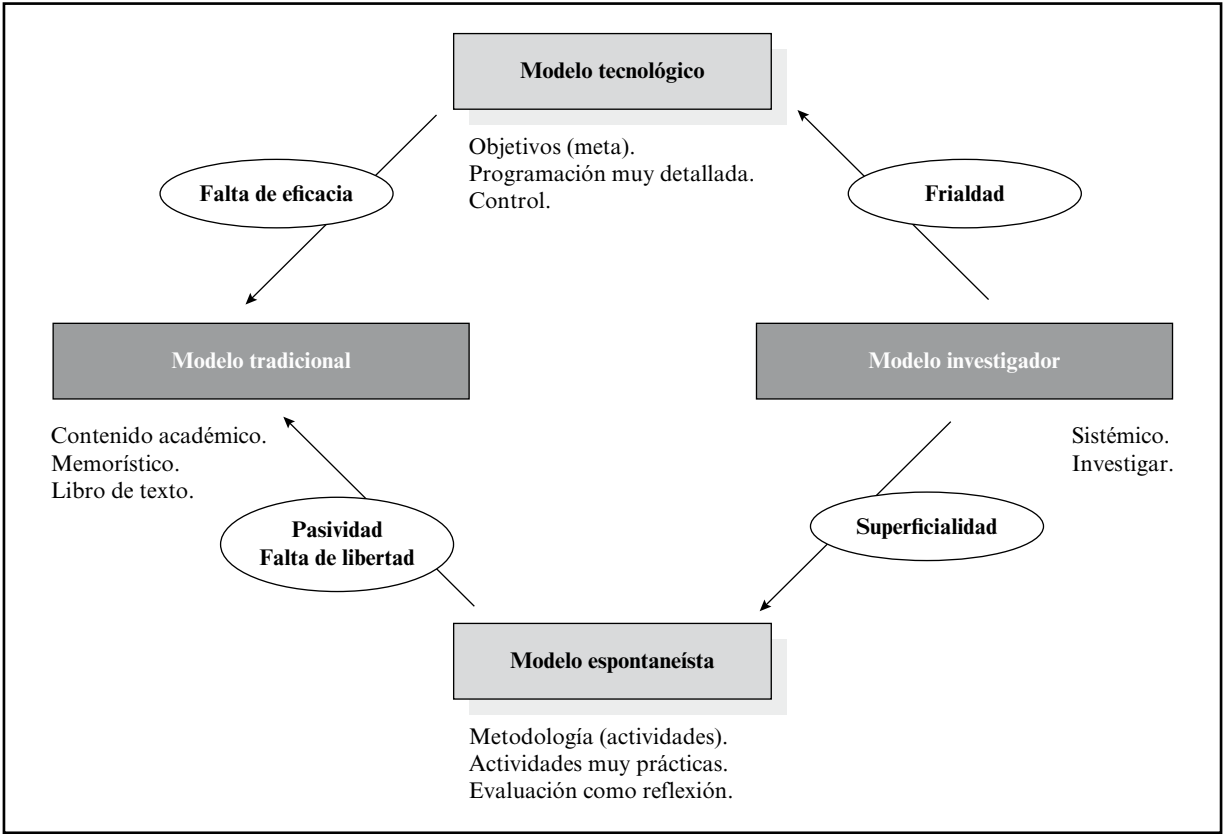 Modelo tecnológico
Objetivos (meta).
Programación muy detallada.
Control.
Falta de eficacia
Frialdad
Modelo tradicional
Modelo investigador
Contenido académico.
Memorístico.
Libro de texto.
Sistémico.
Investigar.
Pasividad
Falta de libertad
Superficialidad
Modelo espontaneísta
Metodología (actividades).
Actividades muy prácticas.
Evaluación como reflexión.